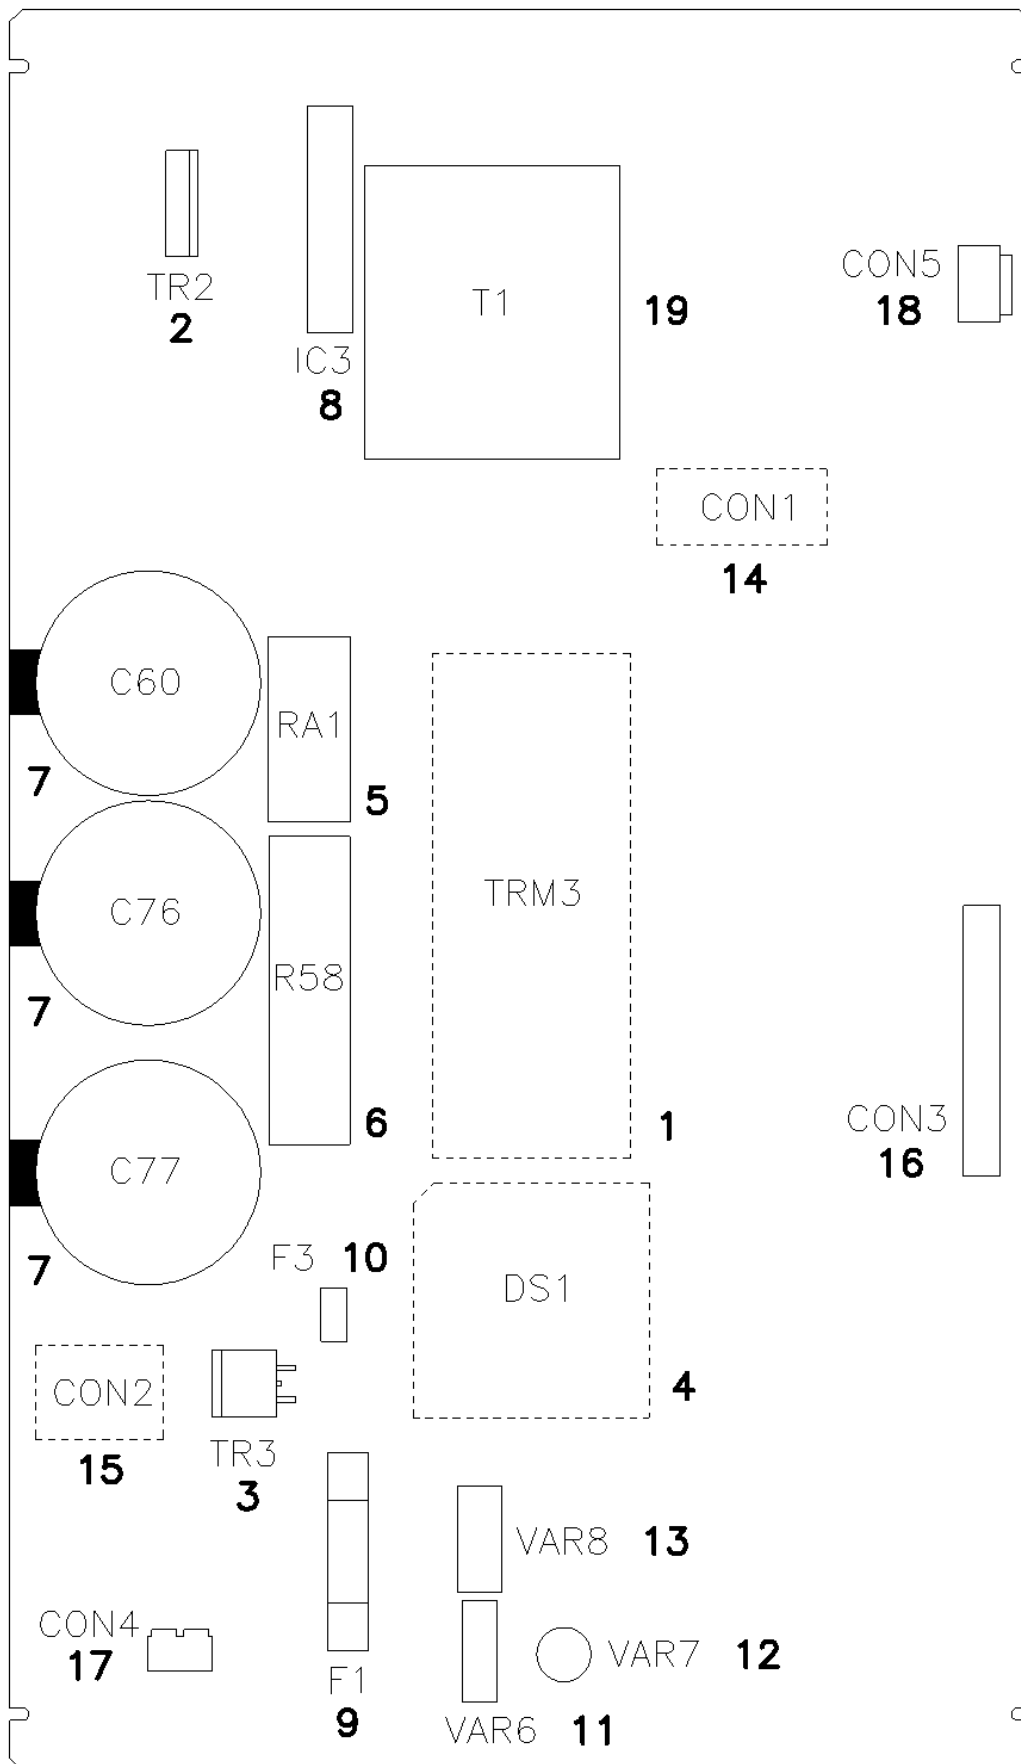 TR2
2
IC3
8
T1
19
CON5
18
CON1
14
C60
7
RA1
5
C76
7
R58
6
TRM3
1
CON3
16
C77
7
F3 10
DS1
4
CON2
15
TR3
3
VAR8 13
CON4
17
F1
9
VAR7 12
VAR6 11